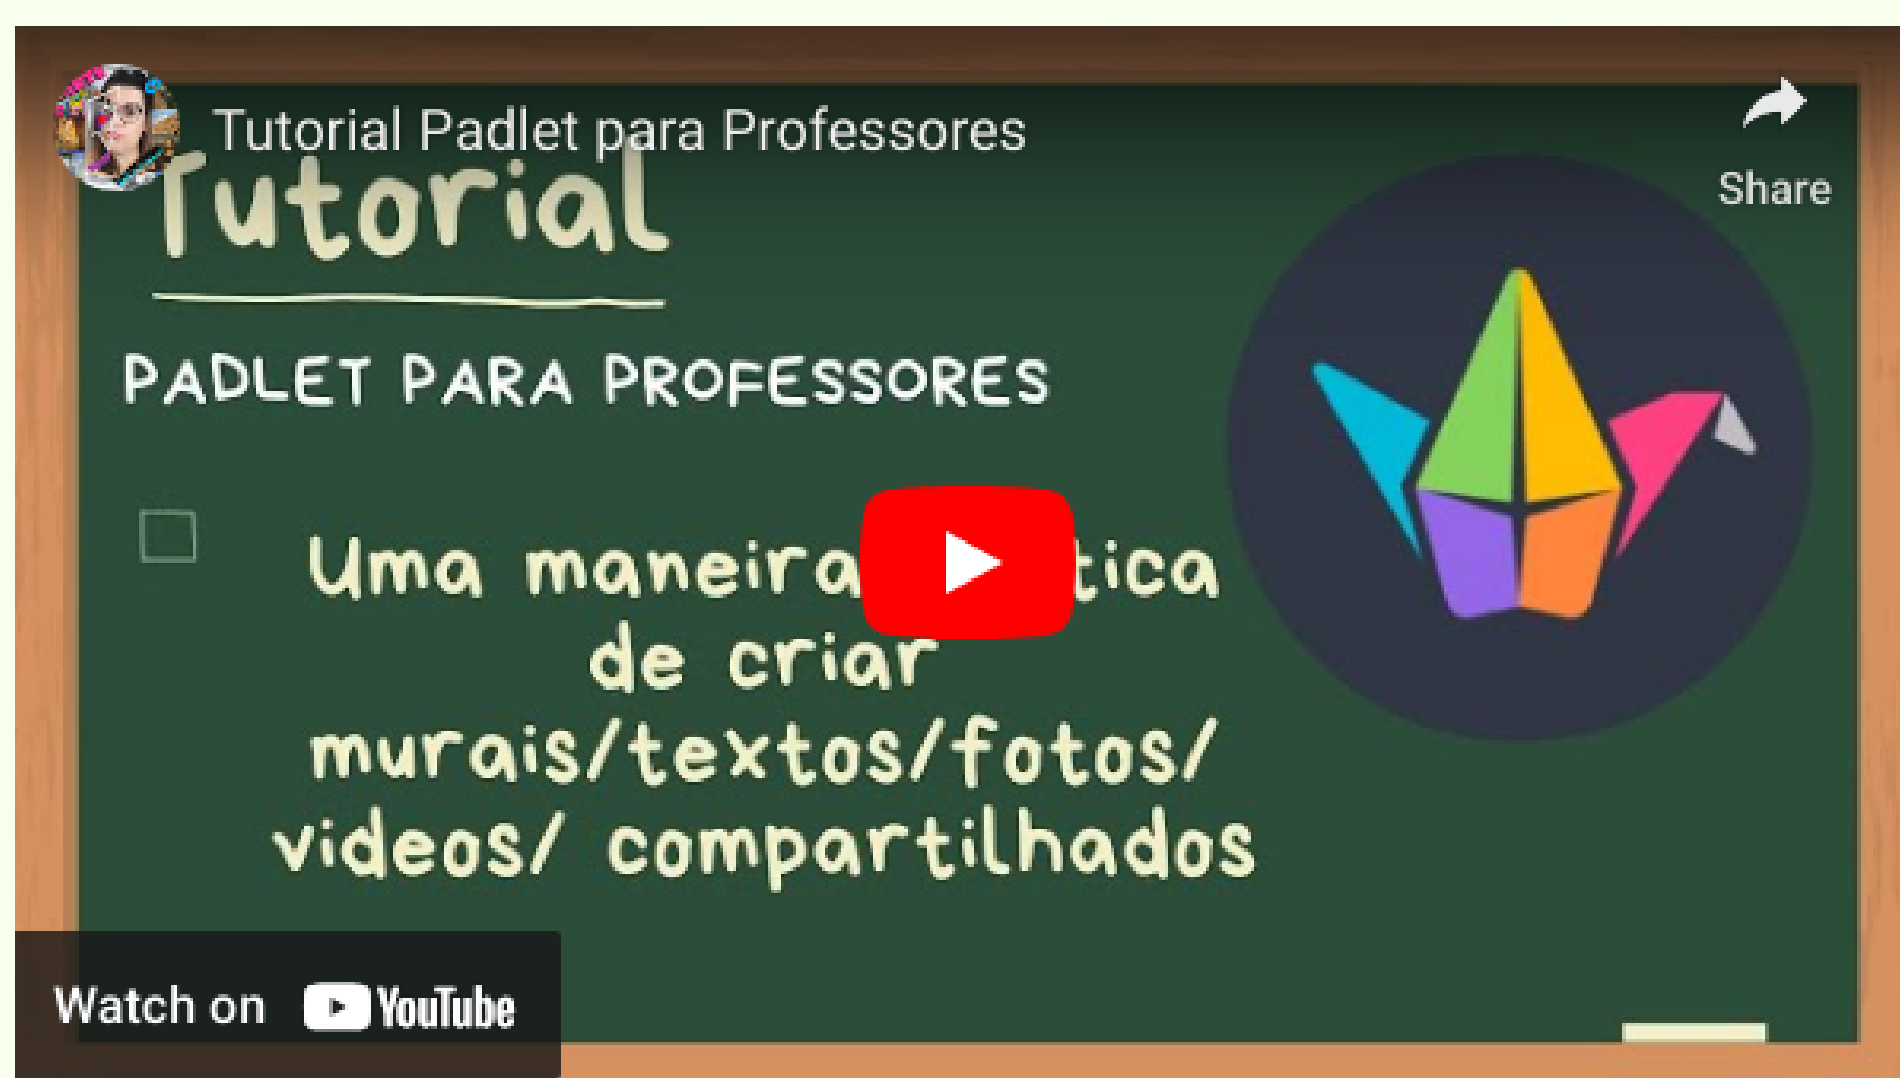 Tutorial Padlet para Professores
Share
Tutorial
PADLET PARA PROFESSORES
Uma maneira tica
de criar
murais/textos/fotos/
videos/ compartilhados
Watch on YouTube